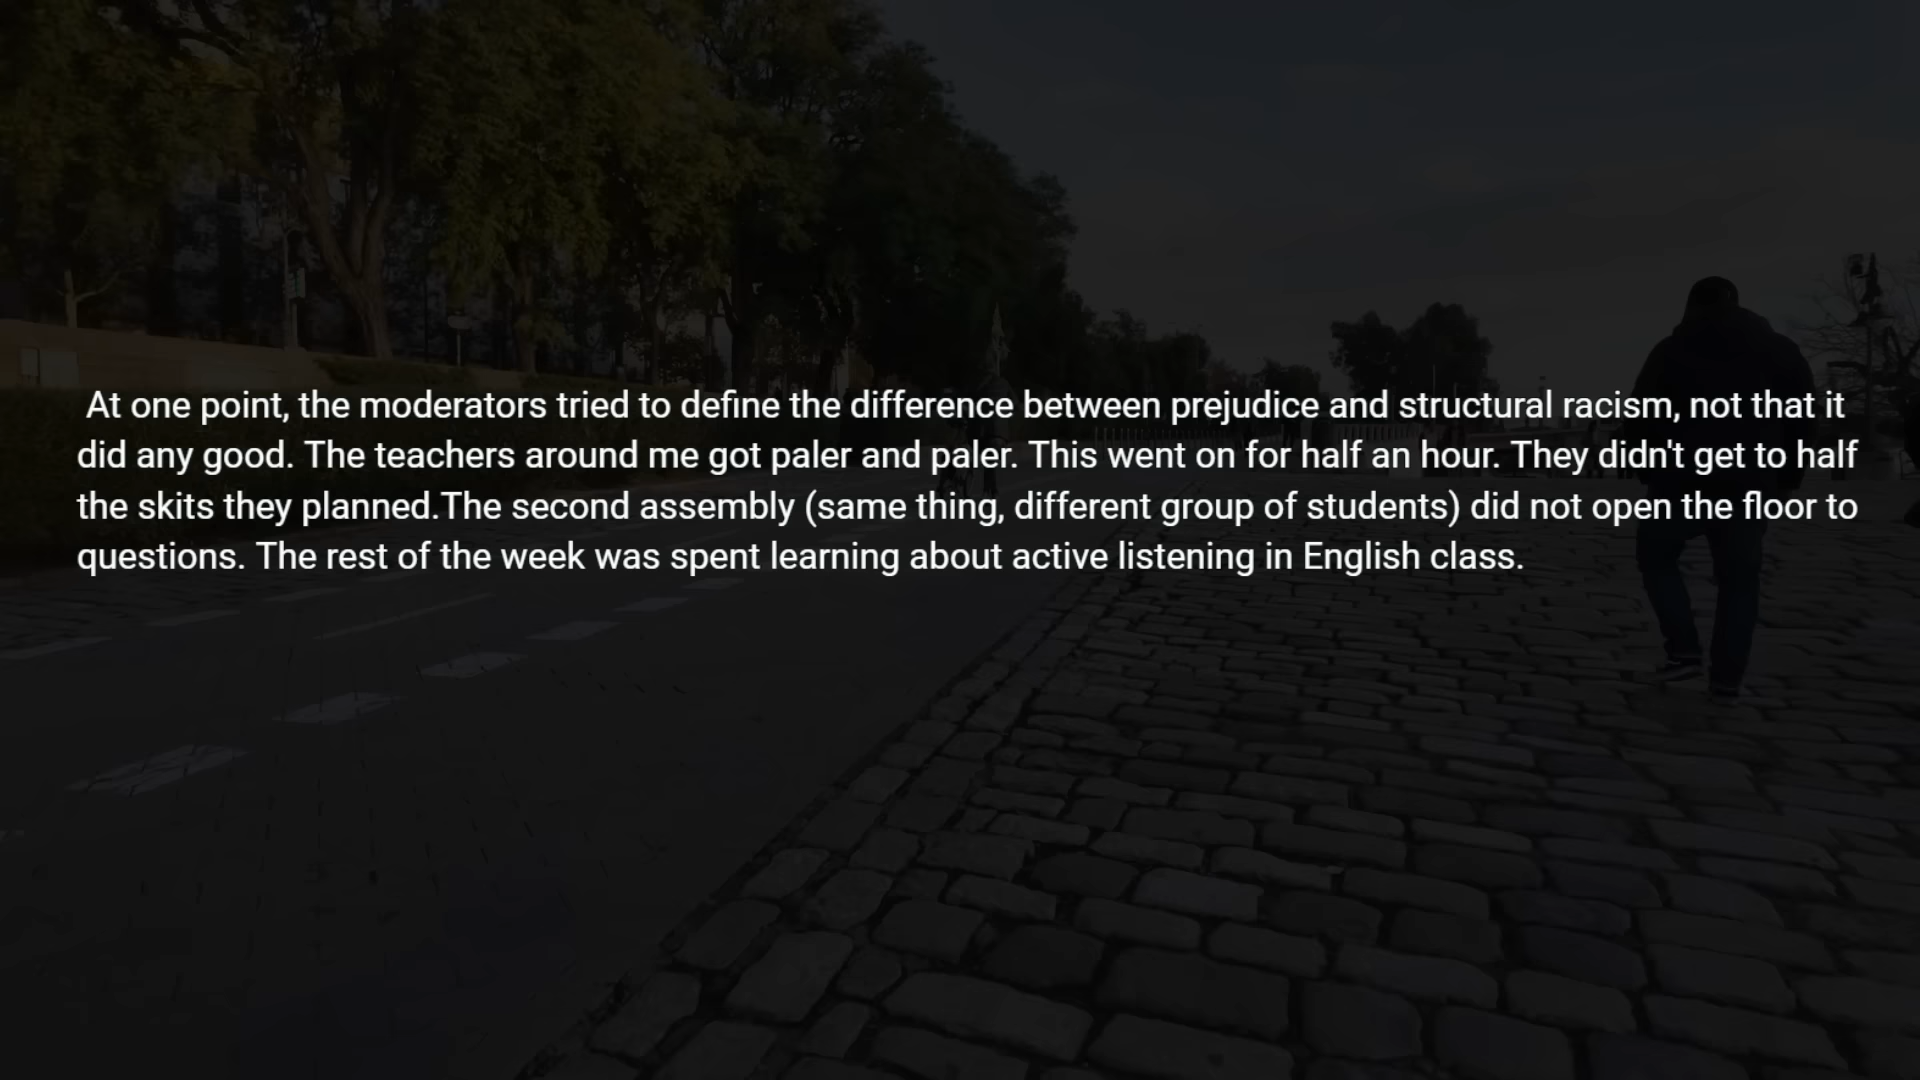 At one point, the moderators tried to define the difference between prejudice and structural racism, not that it
did any good. The teachers around me got paler and paler. This went on for half an hour. They didn't get to half
the skits they planned.The second assembly (same thing, different group of students) did not open the floor to
questions. The rest of the week was spent learning about active listening in English class.